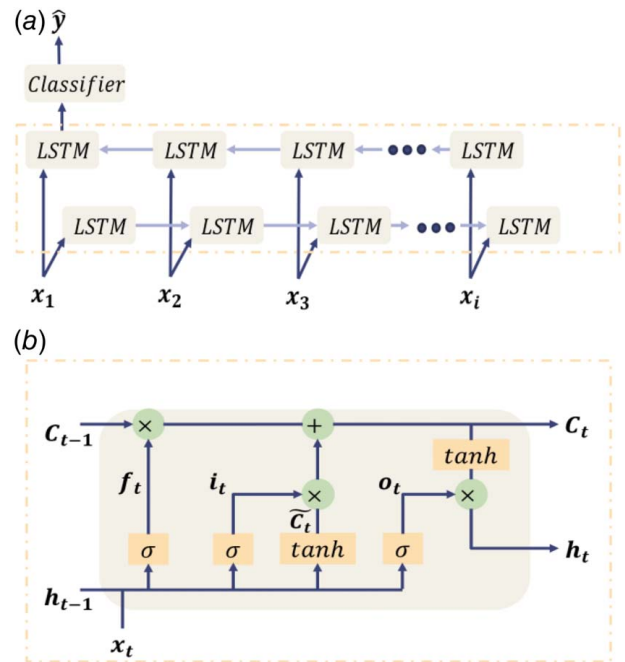 (a) ŷ
Classifier
LSTM LSTM LSTM ••• LSTM
LSTM LSTM LSTM ••• LSTM
x₁ x₂ x₃ xᵢ
(b)
Cₜ₋₁ × + Cₜ
tanh
fₜ iₜ × oₜ ×
C̃ₜ
σ σ tanh σ hₜ
hₜ₋₁
xₜ